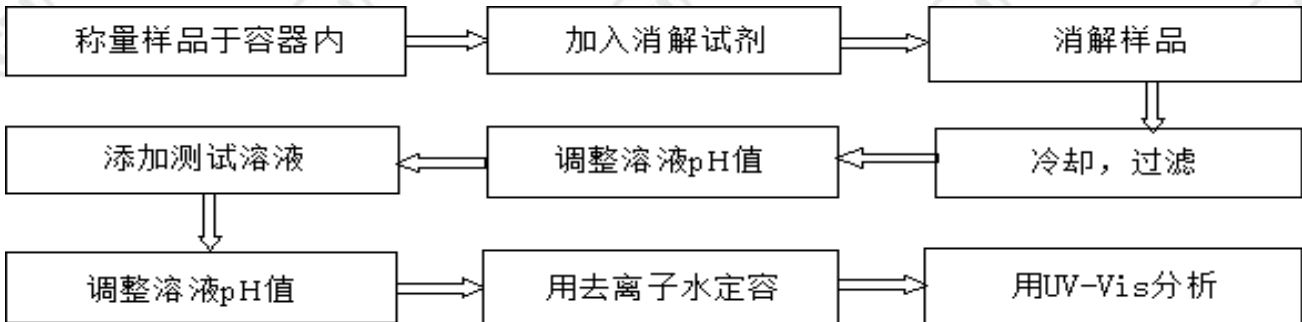 称量样品于容器内
加入消解试剂
消解样品
冷却，过滤
调整溶液pH值
添加测试溶液
调整溶液pH值
用去离子水定容
用UV-Vis分析